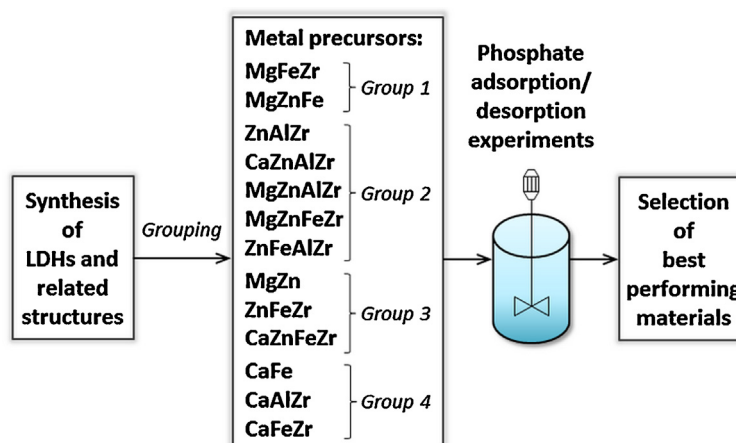 Synthesis
of
LDHs and
related
structures
Grouping
Metal precursors:
MgFeZr
MgZnFe
Group 1
ZnAlZr
CaZnAlZr
MgZnAlZr
MgZnFeZr
ZnFeAlZr
Group 2
MgZn
ZnFeZr
CaZnFeZr
Group 3
CaFe
CaAlZr
CaFeZr
Group 4
Phosphate
adsorption/
desorption
experiments
Selection
of
best
performing
materials